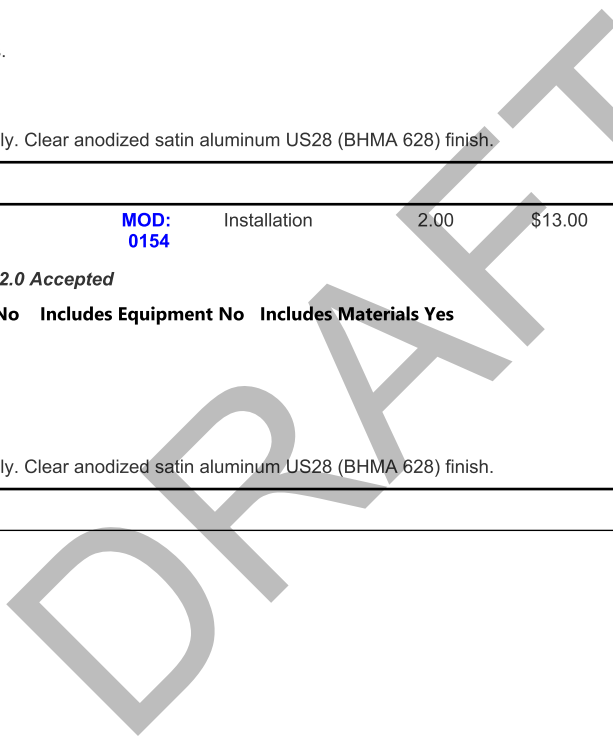 ly. Clear anodized satin aluminum US28 (BHMA 628) finish.
MOD: 0154 Installation 2.00 $13.00
2.0 Accepted
No Includes Equipment No Includes Materials Yes
ly. Clear anodized satin aluminum US28 (BHMA 628) finish.
DRAFT